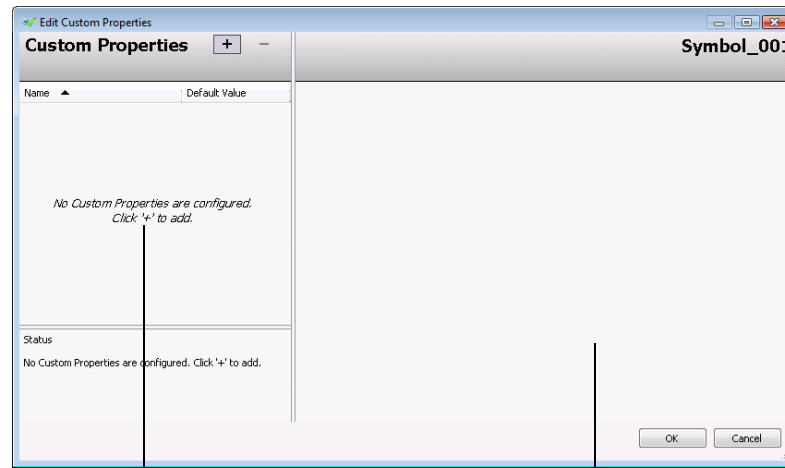 Edit Custom Properties
Custom Properties + −
Symbol_001
Name Default Value
No Custom Properties are configured.
Click '+' to add.
Status
No Custom Properties are configured. Click '+' to add.
OK Cancel